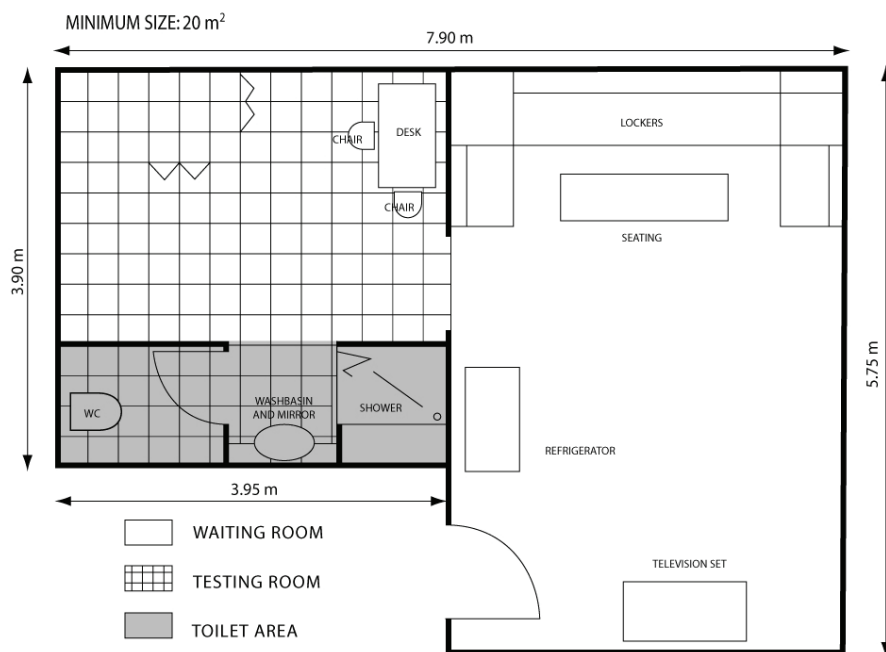 MINIMUM SIZE: 20 m²
7.90 m
LOCKERS
DESK
CHAIR
CHAIR
SEATING
3.90 m
5.75 m
WC
WASHBASIN
AND MIRROR
SHOWER
REFRIGERATOR
3.95 m
WAITING ROOM
TESTING ROOM
TOILET AREA
TELEVISION SET